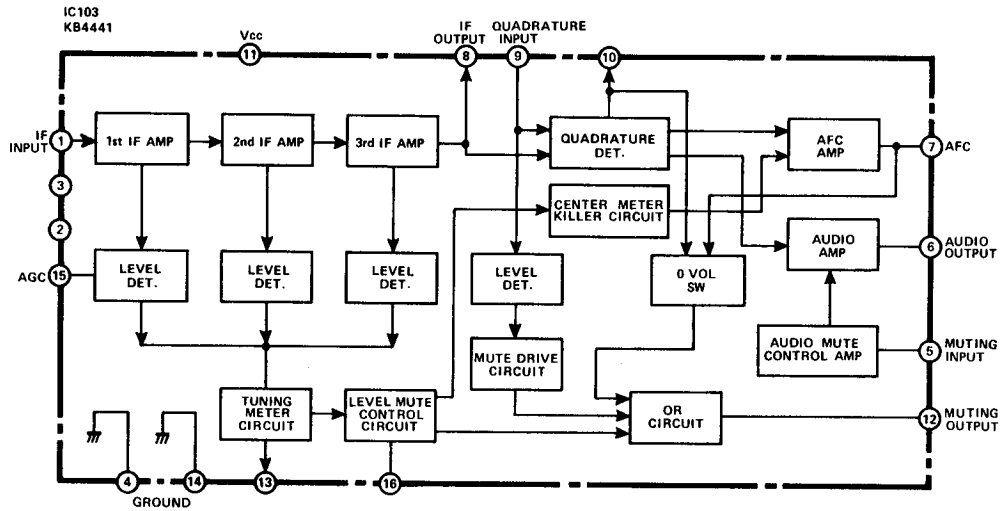 IC103
KB4441
Vcc
11
IF
OUTPUT
8
QUADRATURE
INPUT
9
10
IF
INPUT
1
1st IF AMP
2nd IF AMP
3rd IF AMP
QUADRATURE
DET.
AFC
AMP
7
AFC
3
2
CENTER METER
KILLER CIRCUIT
AUDIO
AMP
6
AUDIO
OUTPUT
AGC
15
LEVEL
DET.
LEVEL
DET.
LEVEL
DET.
LEVEL
DET.
0 VOL
SW
MUTE DRIVE
CIRCUIT
AUDIO MUTE
CONTROL AMP
5
MUTING
INPUT
TUNING
METER
CIRCUIT
LEVEL MUTE
CONTROL
CIRCUIT
OR
CIRCUIT
12
MUTING
OUTPUT
4
14
13
16
GROUND